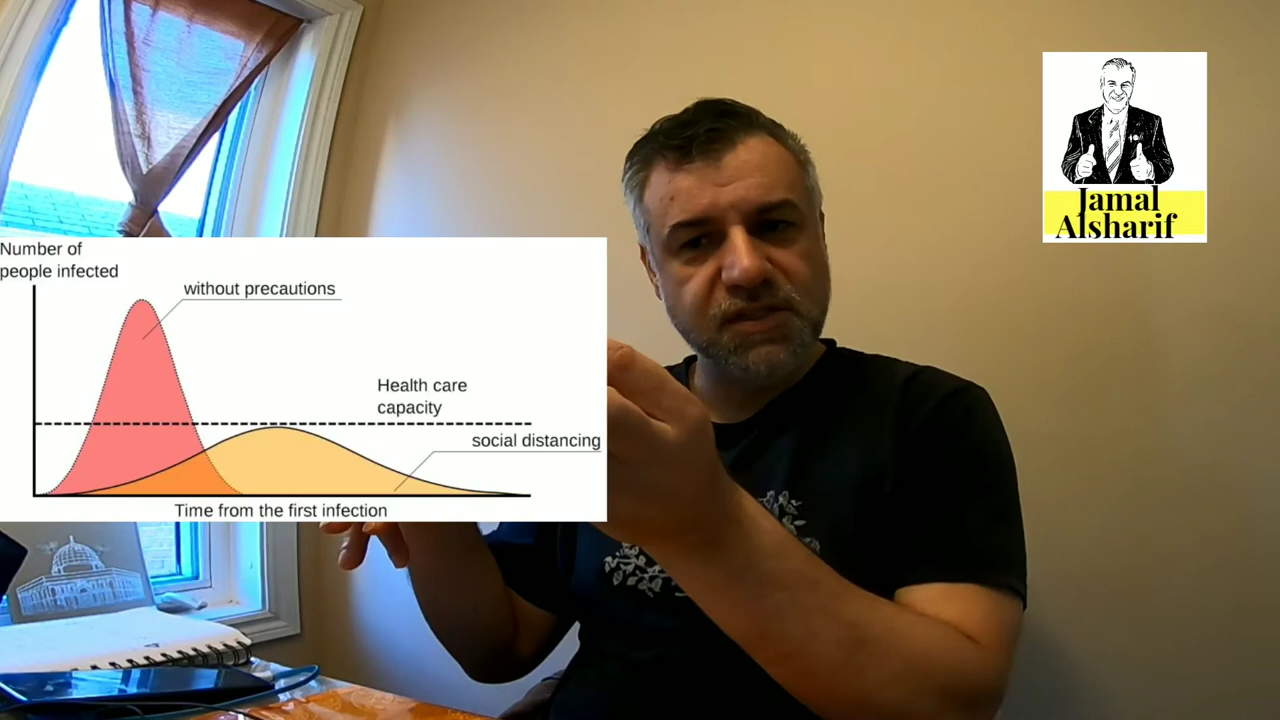 Number of
people infected
without precautions
Health care
capacity
social distancing
Time from the first infection
Jamal
Alsharif